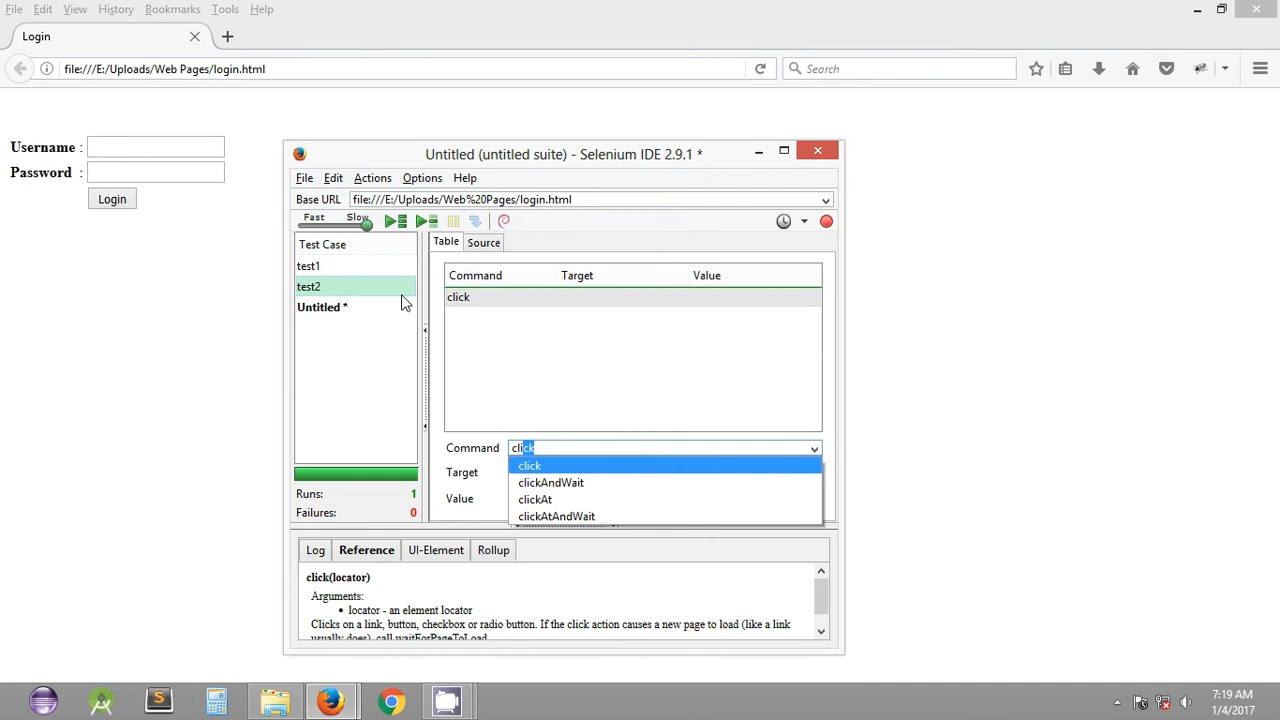 File Edit View History Bookmarks Tools Help
Login
file:///E:/Uploads/Web Pages/login.html
Search
Username :
Password :
Login
Untitled (untitled suite) - Selenium IDE 2.9.1 *
File Edit Actions Options Help
Base URL file:///E:/Uploads/Web%20Pages/login.html
Fast Slow
Test Case
test1
test2
Untitled *
Runs: 1
Failures: 0
Table Source
Command Target Value
click
Command click
click
clickAndWait
clickAt
clickAtAndWait
Target
Value
Log Reference UI-Element Rollup
click(locator)
Arguments:
• locator - an element locator
Clicks on a link, button, checkbox or radio button. If the click action causes a new page to load (like a link
usually does), call waitForPageToLoad.
7:19 AM
1/4/2017